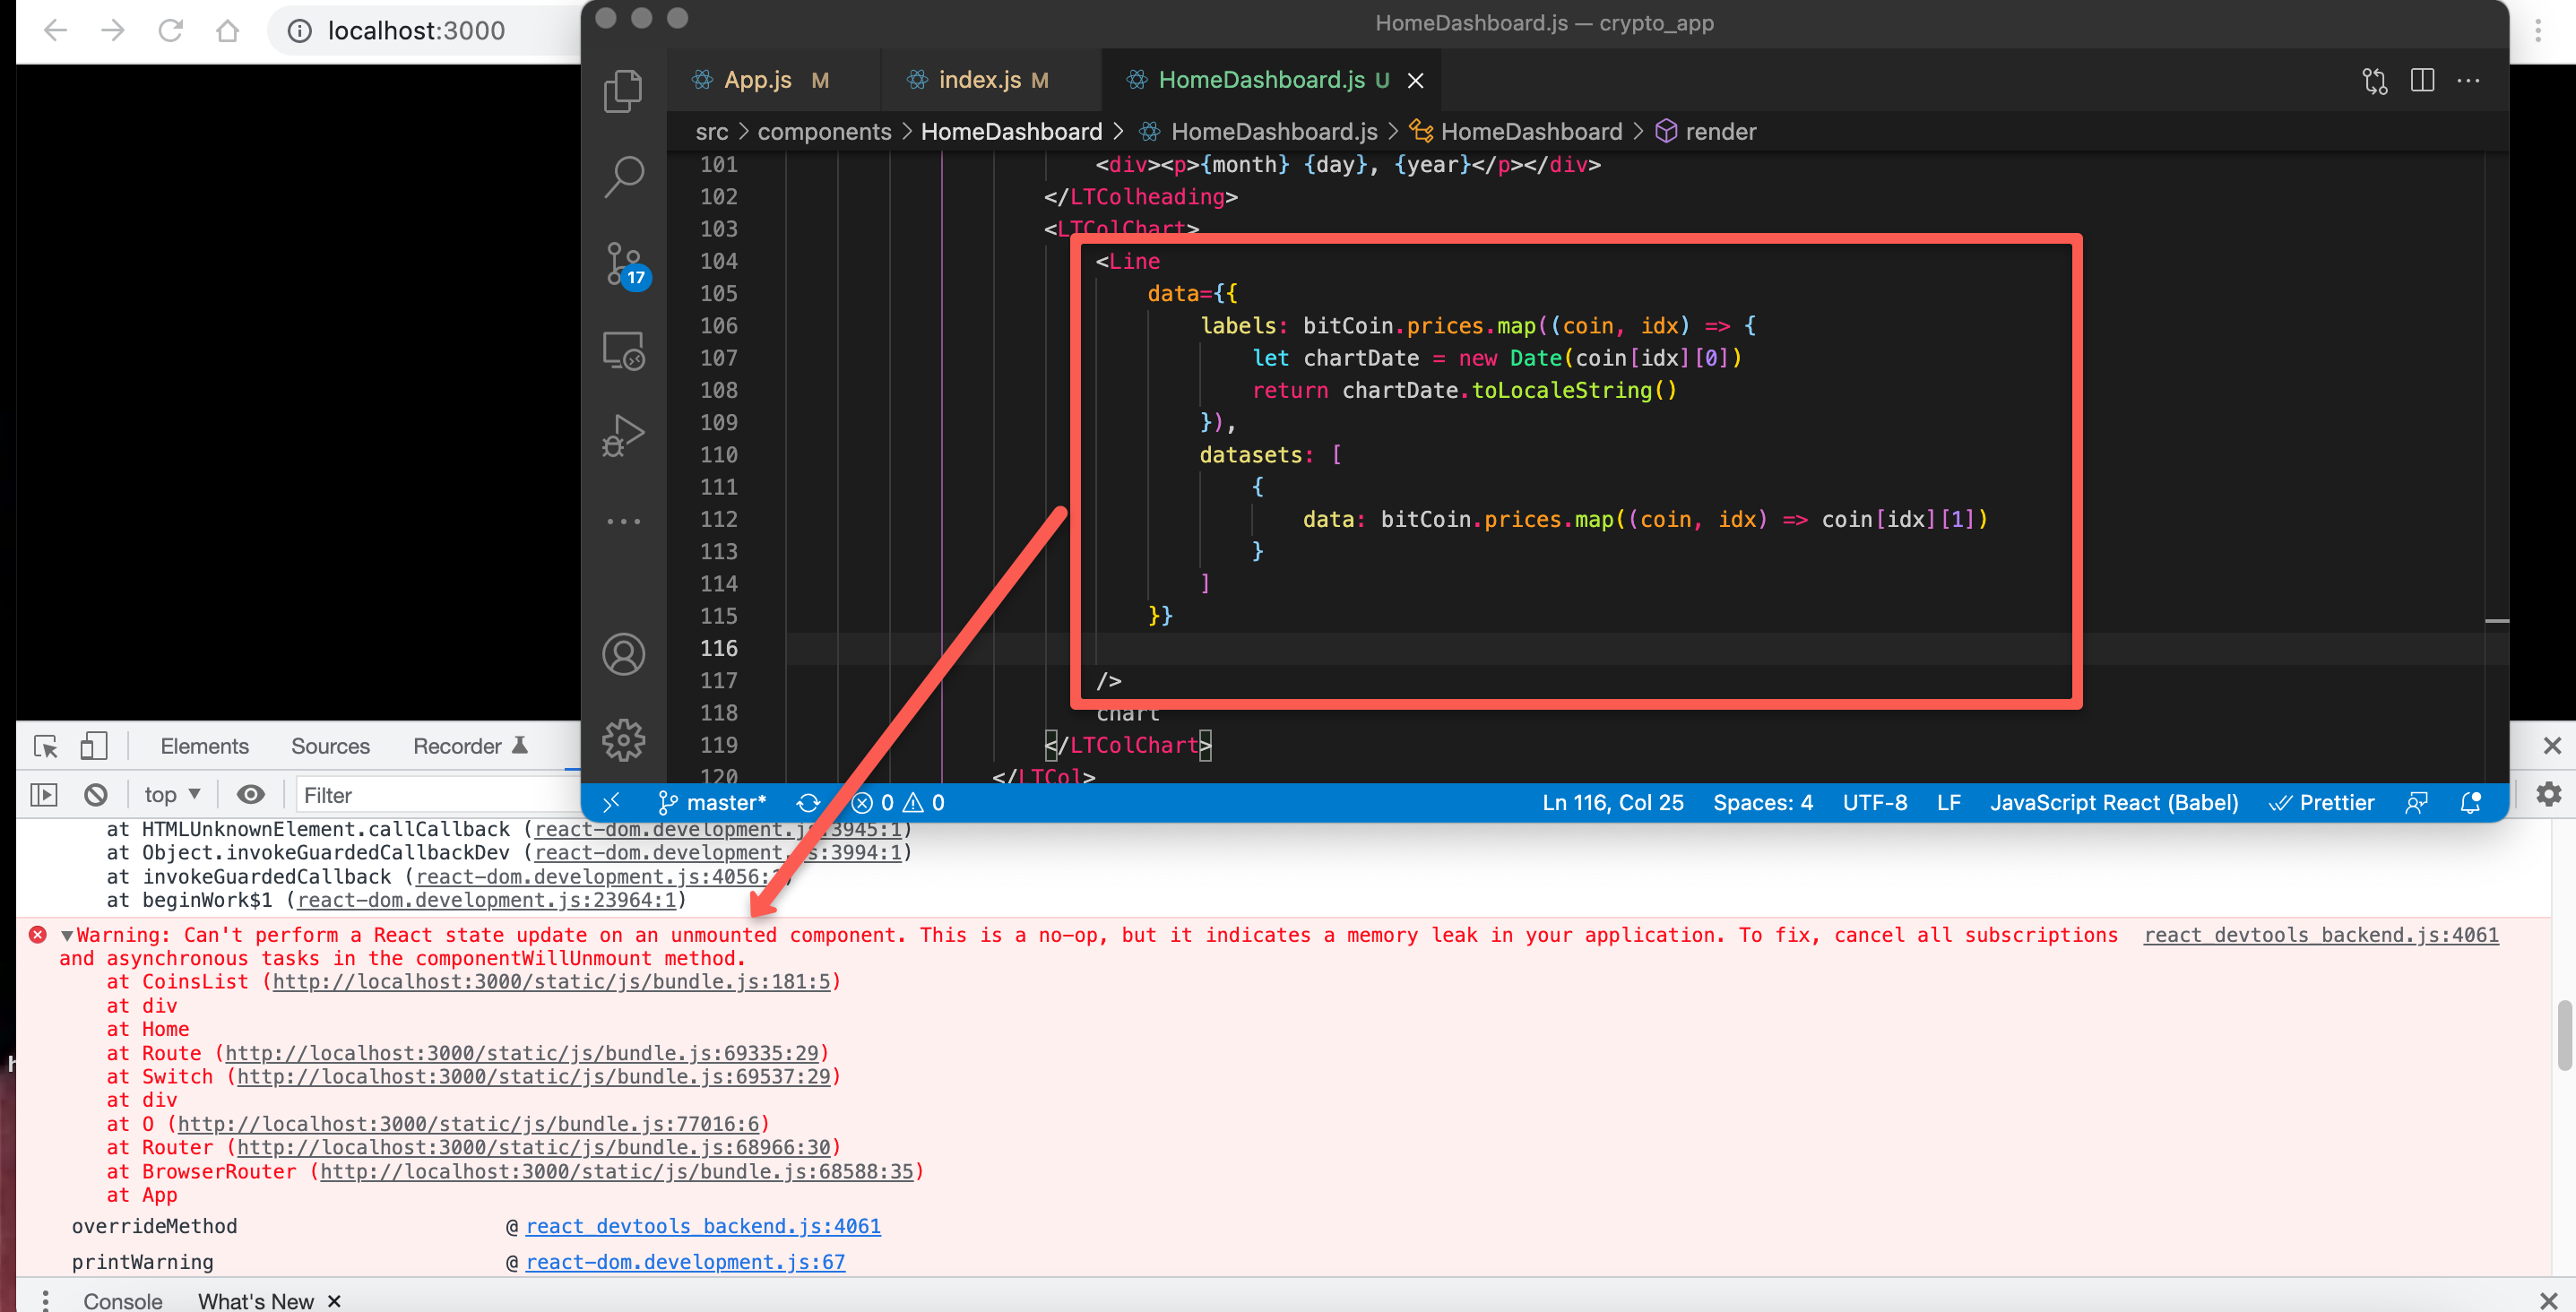 localhost:3000
HomeDashboard.js — crypto_app
App.js M
index.js M
HomeDashboard.js U
src > components > HomeDashboard > HomeDashboard.js > HomeDashboard > render
17
101 <div><p>{month} {day}, {year}</p></div>
102 </LTColheading>
103 <LTColChart>
104 <Line
105 data={{
106 labels: bitCoin.prices.map((coin, idx) => {
107 let chartDate = new Date(coin[idx][0])
108 return chartDate.toLocaleString()
109 }),
110 datasets: [
111 {
112 data: bitCoin.prices.map((coin, idx) => coin[idx][1])
113 }
114 ]
115 }}
116
117 />
118 chart
119 </LTColChart>
120 </LTCol>
master* 0 0 Ln 116, Col 25 Spaces: 4 UTF-8 LF JavaScript React (Babel) Prettier
Elements Sources Recorder
top Filter
at HTMLUnknownElement.callCallback (react-dom.development.js:3945:1)
at Object.invokeGuardedCallbackDev (react-dom.development.js:3994:1)
at invokeGuardedCallback (react-dom.development.js:4056:1)
at beginWork$1 (react-dom.development.js:23964:1)
Warning: Can't perform a React state update on an unmounted component. This is a no-op, but it indicates a memory leak in your application. To fix, cancel all subscriptions react_devtools_backend.js:4061
and asynchronous tasks in the componentWillUnmount method.
at CoinsList (http://localhost:3000/static/js/bundle.js:181:5)
at div
at Home
at Route (http://localhost:3000/static/js/bundle.js:69335:29)
at Switch (http://localhost:3000/static/js/bundle.js:69537:29)
at div
at O (http://localhost:3000/static/js/bundle.js:77016:6)
at Router (http://localhost:3000/static/js/bundle.js:68966:30)
at BrowserRouter (http://localhost:3000/static/js/bundle.js:68588:35)
at App
overrideMethod @ react_devtools_backend.js:4061
printWarning @ react-dom.development.js:67
Console What's New